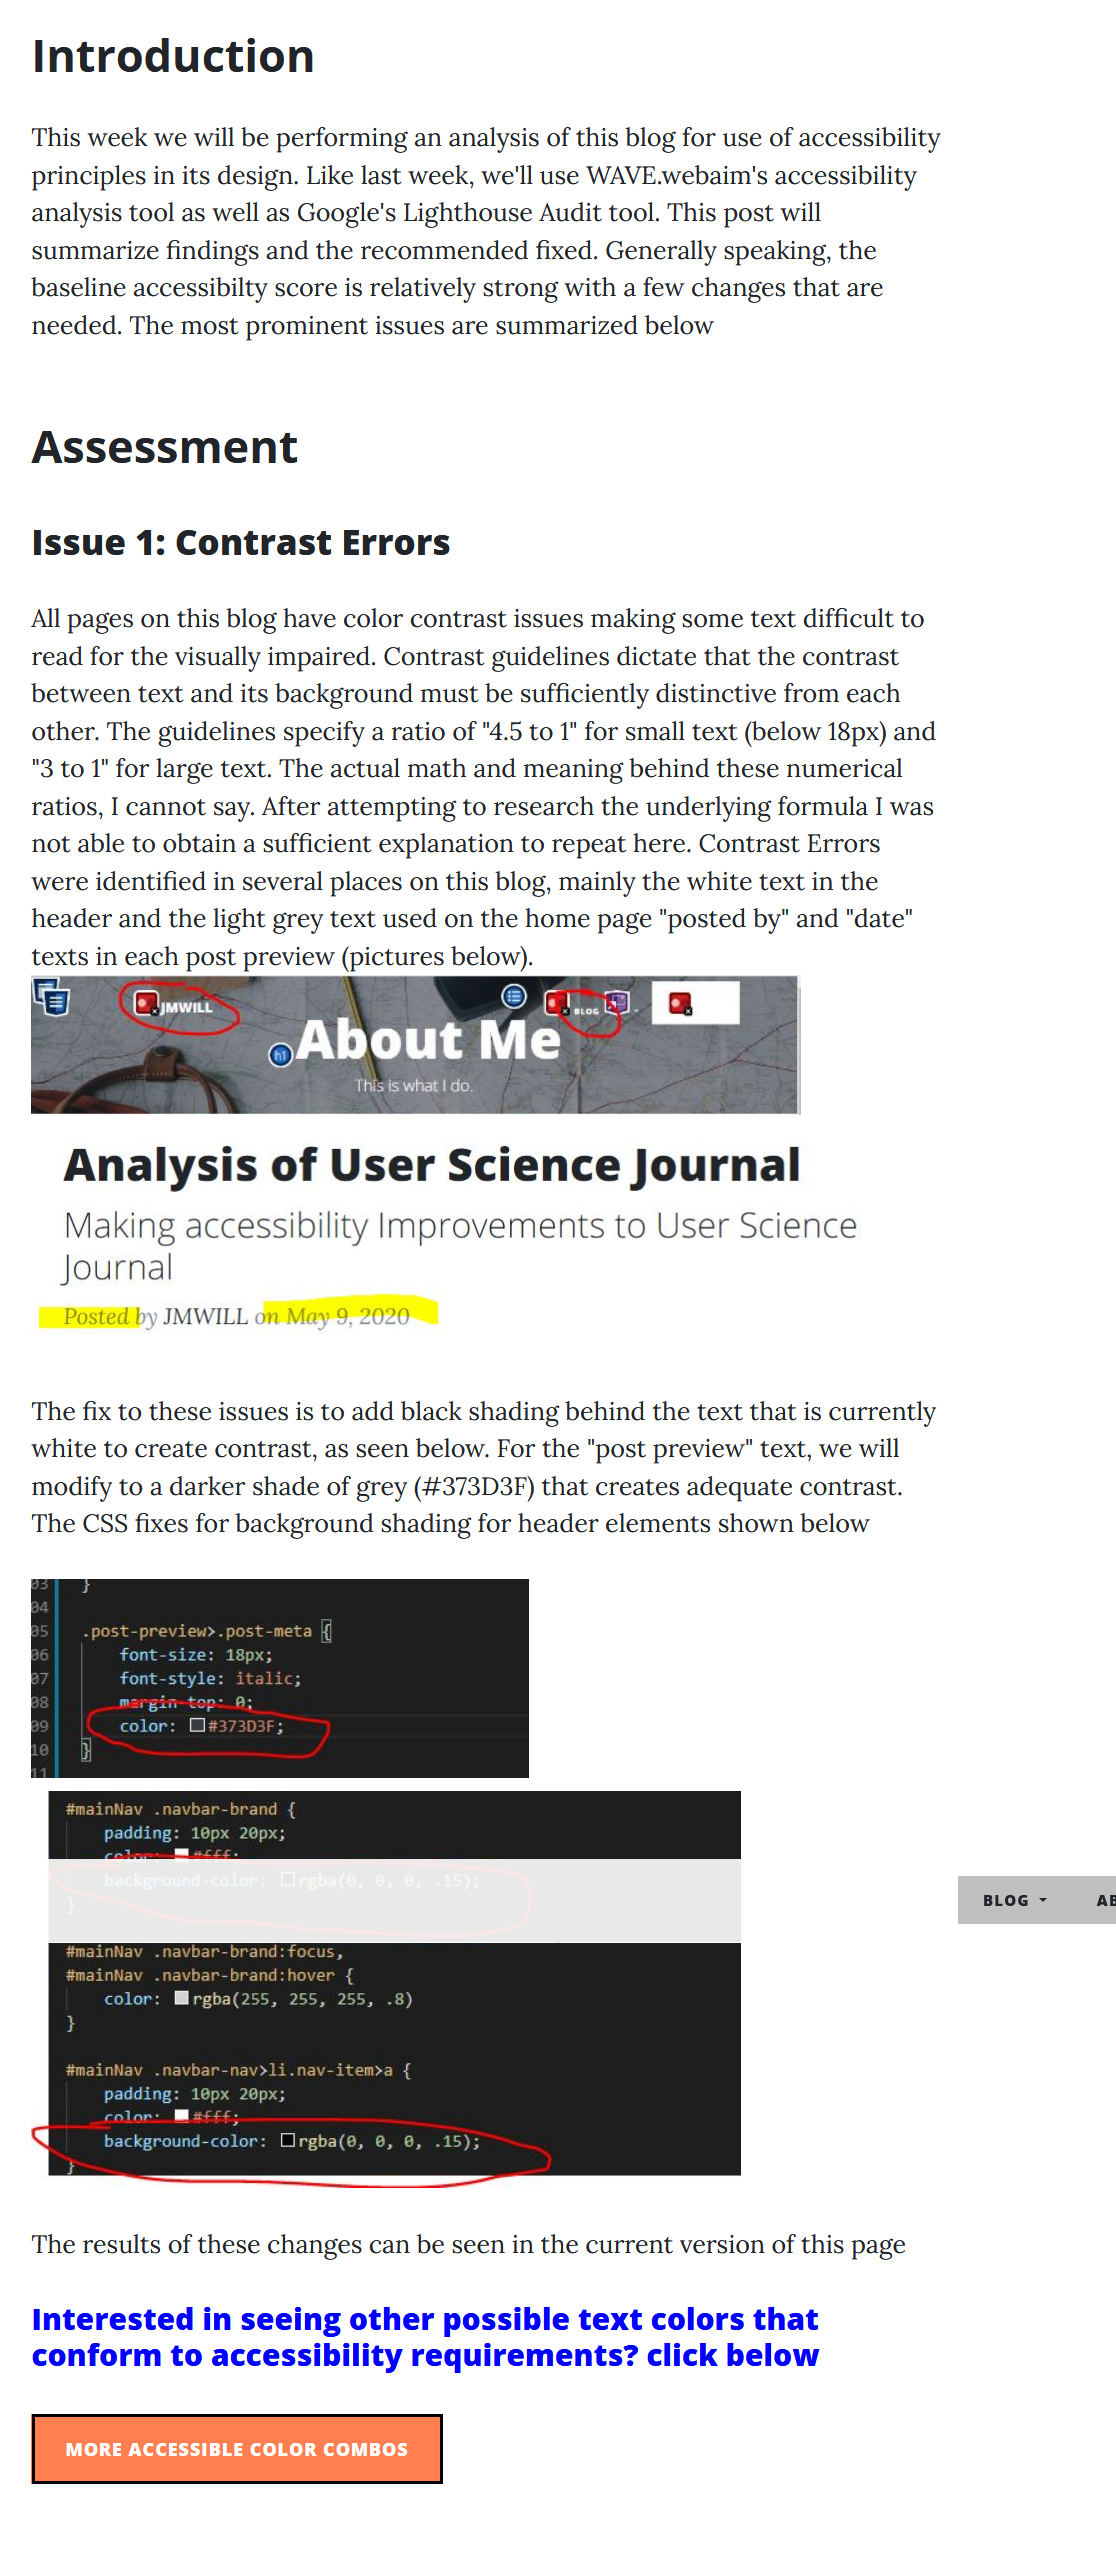 Introduction
This week we will be performing an analysis of this blog for use of accessibility
principles in its design. Like last week, we'll use WAVE.webaim's accessibility
analysis tool as well as Google's Lighthouse Audit tool. This post will
summarize findings and the recommended fixed. Generally speaking, the
baseline accessibilty score is relatively strong with a few changes that are
needed. The most prominent issues are summarized below
Assessment
Issue 1: Contrast Errors
All pages on this blog have color contrast issues making some text difficult to
read for the visually impaired. Contrast guidelines dictate that the contrast
between text and its background must be sufficiently distinctive from each
other. The guidelines specify a ratio of "4.5 to 1" for small text (below 18px) and
"3 to 1" for large text. The actual math and meaning behind these numerical
ratios, I cannot say. After attempting to research the underlying formula I was
not able to obtain a sufficient explanation to repeat here. Contrast Errors
were identified in several places on this blog, mainly the white text in the
header and the light grey text used on the home page "posted by" and "date"
texts in each post preview (pictures below).
JMWILL
BLOG
h1 About Me
This is what I do.
Analysis of User Science Journal
Making accessibility Improvements to User Science
Journal
Posted by JMWILL on May 9, 2020
The fix to these issues is to add black shading behind the text that is currently
white to create contrast, as seen below. For the "post preview" text, we will
modify to a darker shade of grey (#373D3F) that creates adequate contrast.
The CSS fixes for background shading for header elements shown below
03 }
04
05 .post-preview>.post-meta {
06 font-size: 18px;
07 font-style: italic;
08 margin-top: 0;
09 color: #373D3F;
10 }
11
#mainNav .navbar-brand {
padding: 10px 20px;
color: #fff;
background-color: rgba(0, 0, 0, .15);
}
BLOG AB
#mainNav .navbar-brand:focus,
#mainNav .navbar-brand:hover {
color: rgba(255, 255, 255, .8)
}
#mainNav .navbar-nav>li.nav-item>a {
padding: 10px 20px;
color: #fff;
background-color: rgba(0, 0, 0, .15);
}
The results of these changes can be seen in the current version of this page
Interested in seeing other possible text colors that
conform to accessibility requirements? click below
MORE ACCESSIBLE COLOR COMBOS